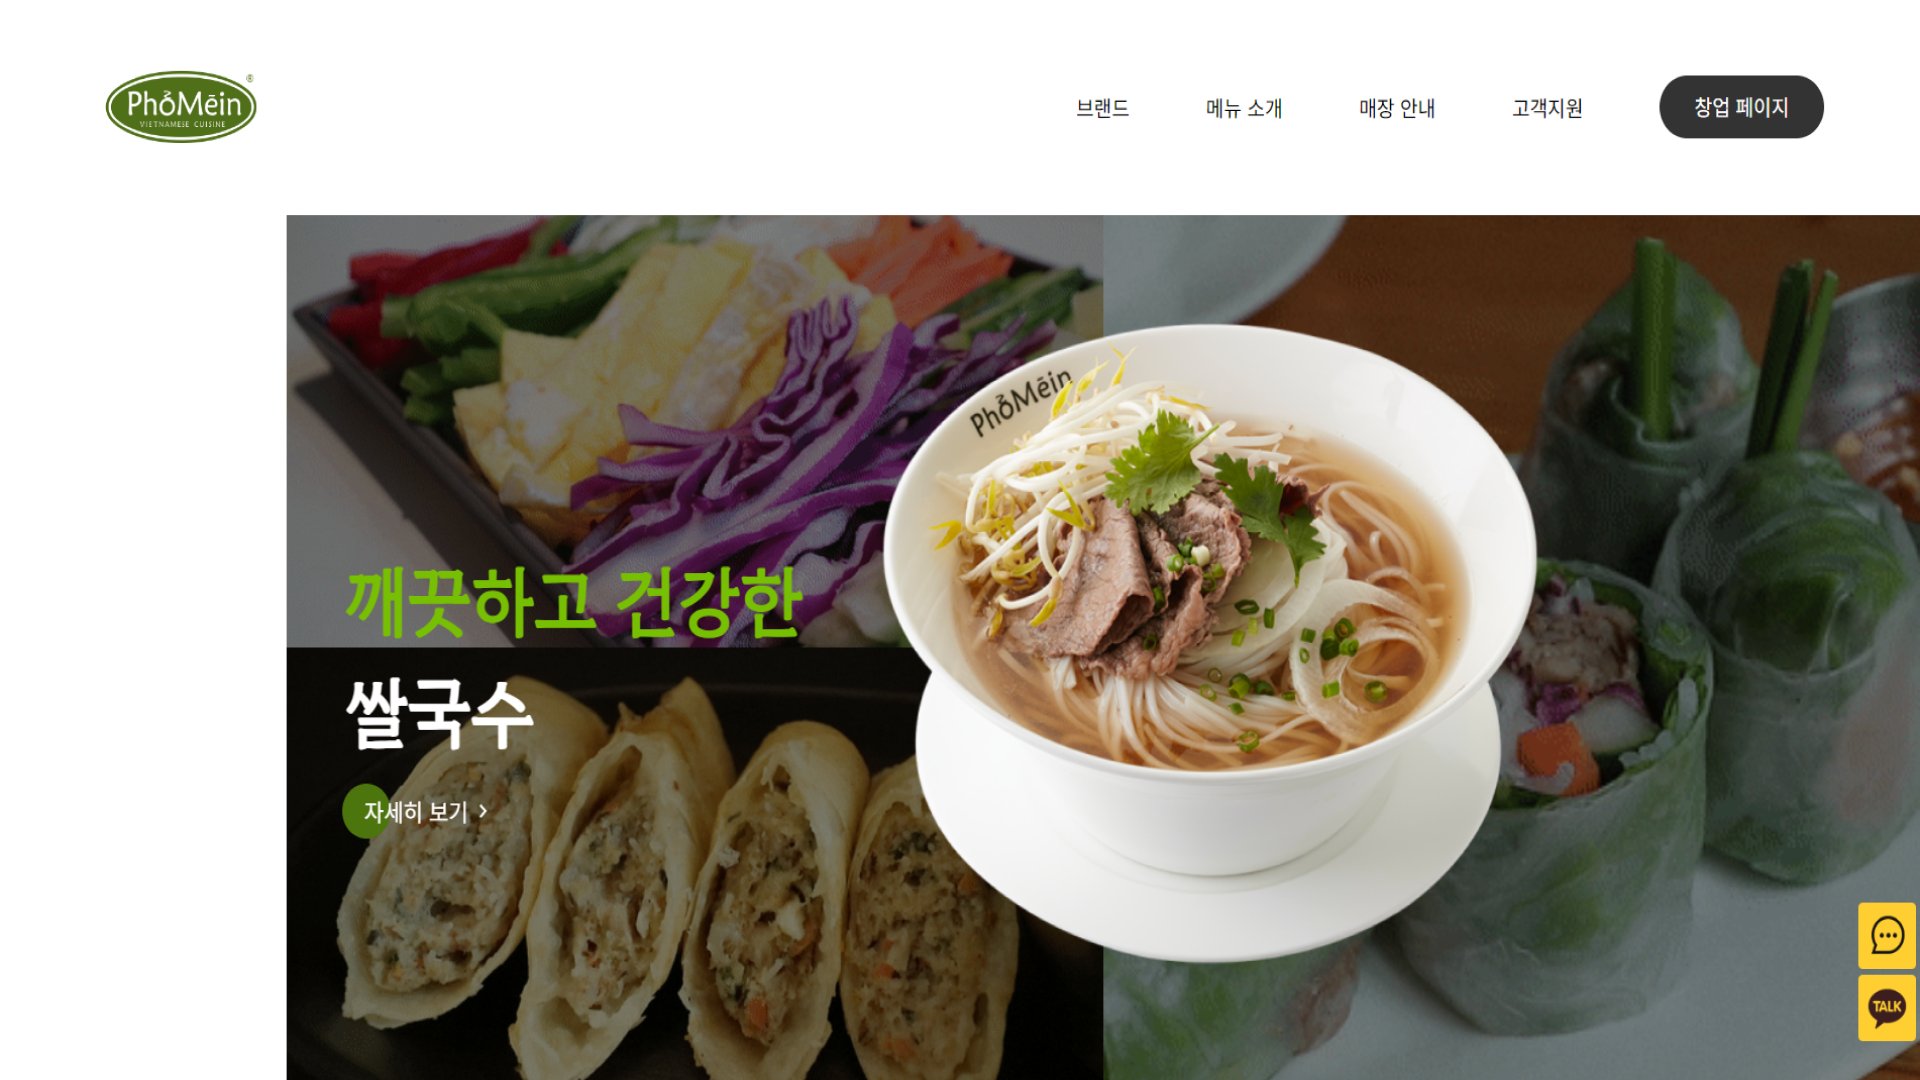 PhởMēin ®
VIETNAMESE CUISINE
브랜드
메뉴 소개
매장 안내
고객지원
창업 페이지
PhởMēin
깨끗하고 건강한
쌀국수
자세히 보기 ›
TALK